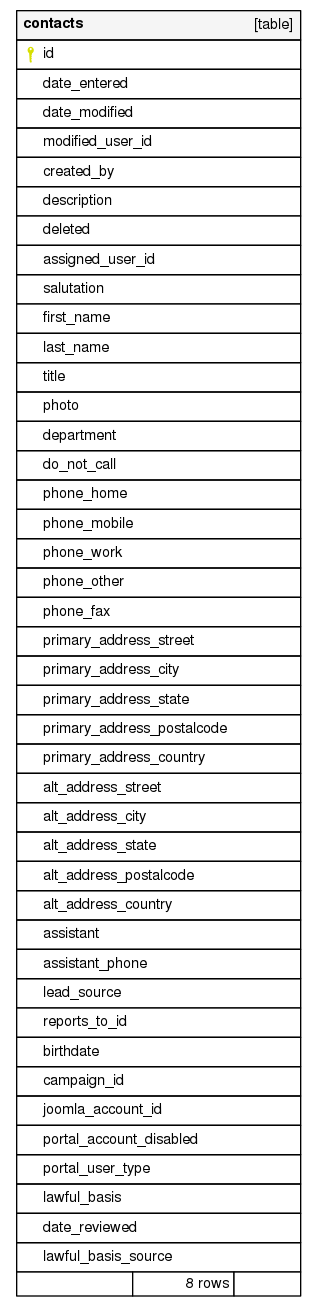 contacts [table]
id
date_entered
date_modified
modified_user_id
created_by
description
deleted
assigned_user_id
salutation
first_name
last_name
title
photo
department
do_not_call
phone_home
phone_mobile
phone_work
phone_other
phone_fax
primary_address_street
primary_address_city
primary_address_state
primary_address_postalcode
primary_address_country
alt_address_street
alt_address_city
alt_address_state
alt_address_postalcode
alt_address_country
assistant
assistant_phone
lead_source
reports_to_id
birthdate
campaign_id
joomla_account_id
portal_account_disabled
portal_user_type
lawful_basis
date_reviewed
lawful_basis_source
8 rows